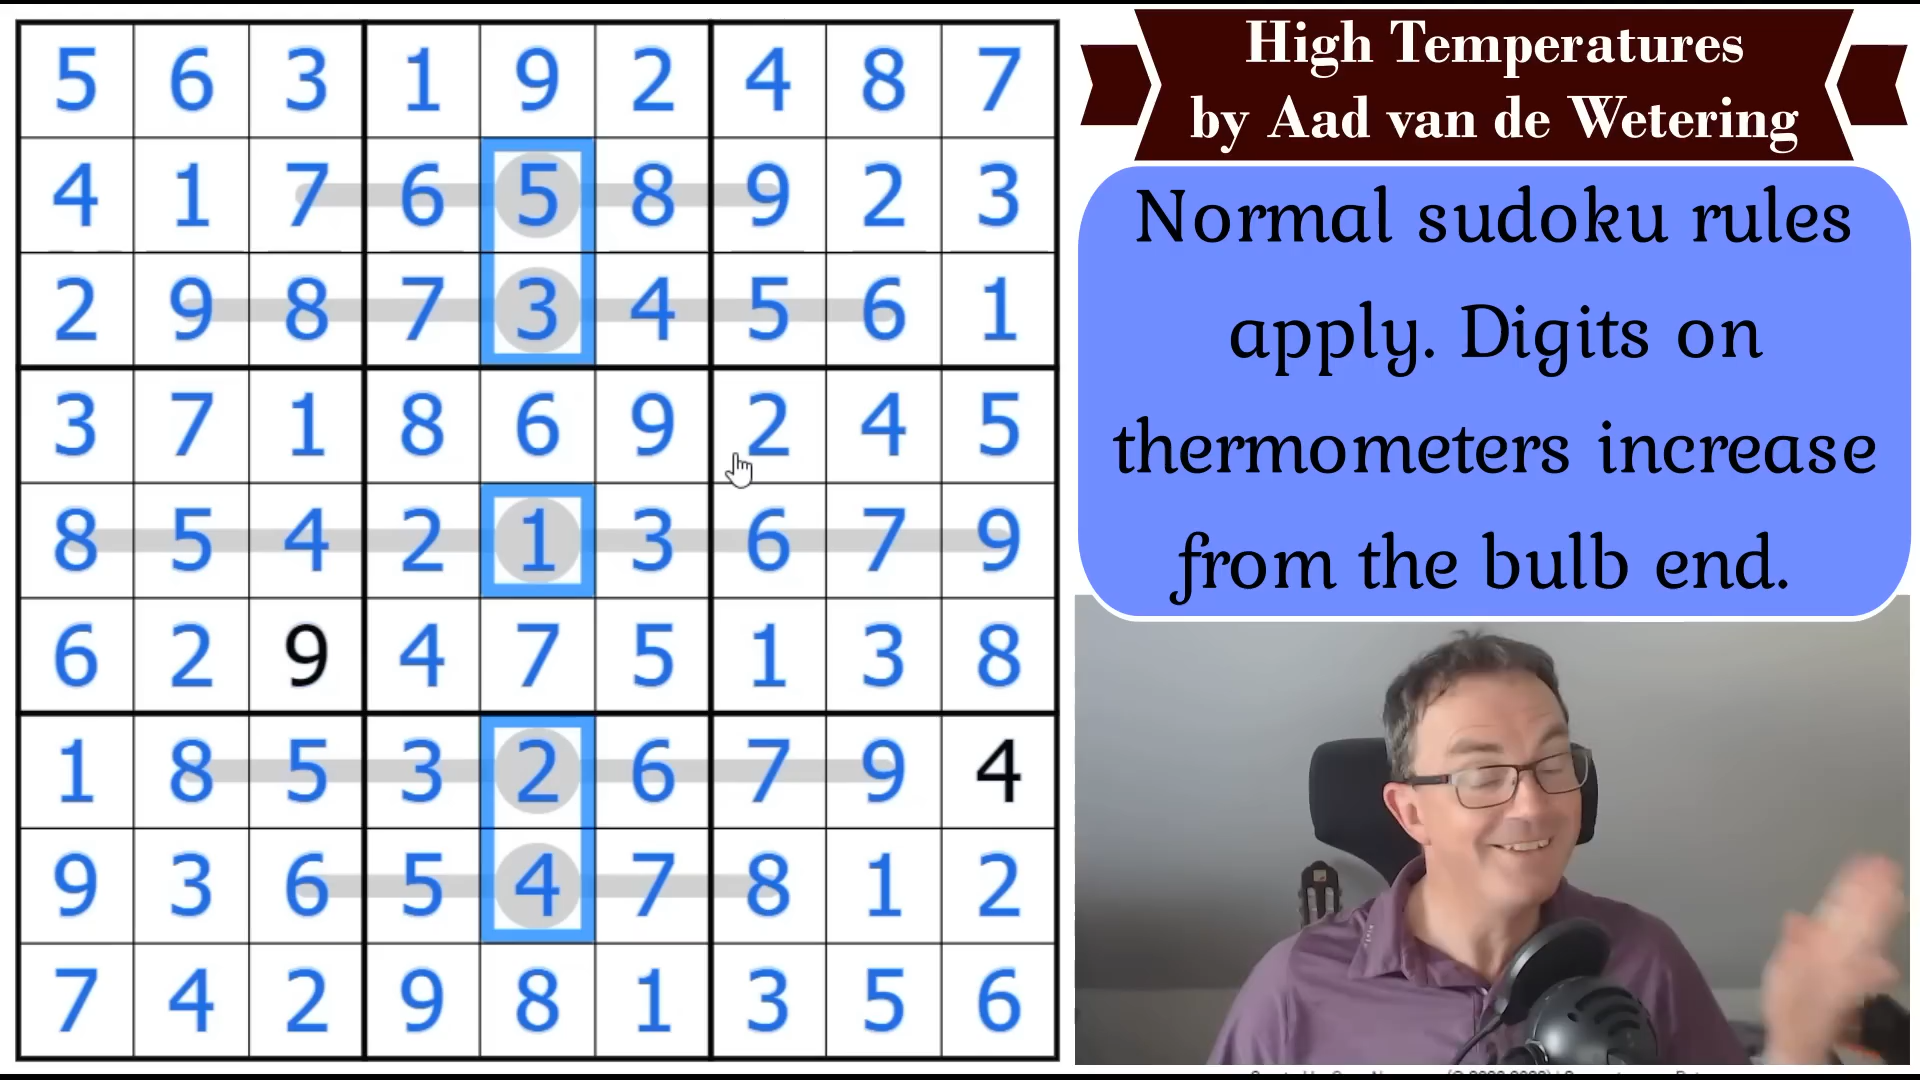 High Temperatures
by Aad van de Wetering
Normal sudoku rules
apply. Digits on
thermometers increase
from the bulb end.
5 6 3 1 9 2 4 8 7
4 1 7 6 5 8 9 2 3
2 9 8 7 3 4 5 6 1
3 7 1 8 6 9 2 4 5
8 5 4 2 1 3 6 7 9
6 2 9 4 7 5 1 3 8
1 8 5 3 2 6 7 9 4
9 3 6 5 4 7 8 1 2
7 4 2 9 8 1 3 5 6